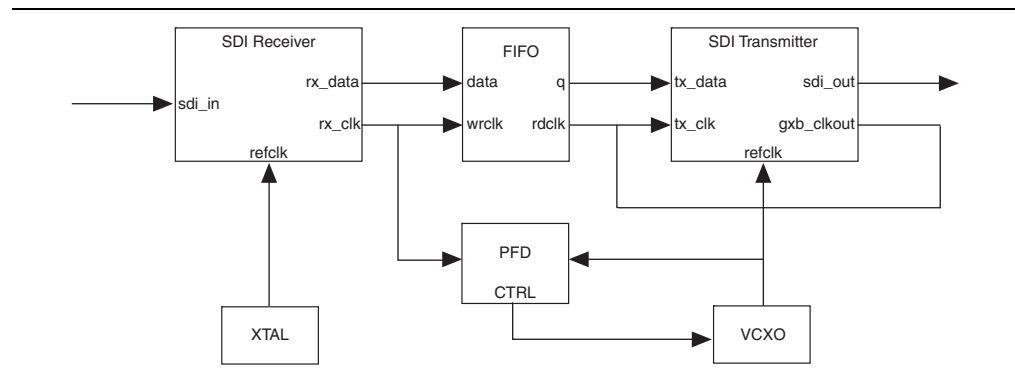 SDI Receiver
FIFO
SDI Transmitter
rx_data
data
q
tx_data
sdi_out
sdi_in
rx_clk
wrclk
rdclk
tx_clk
gxb_clkout
refclk
refclk
PFD
CTRL
XTAL
VCXO